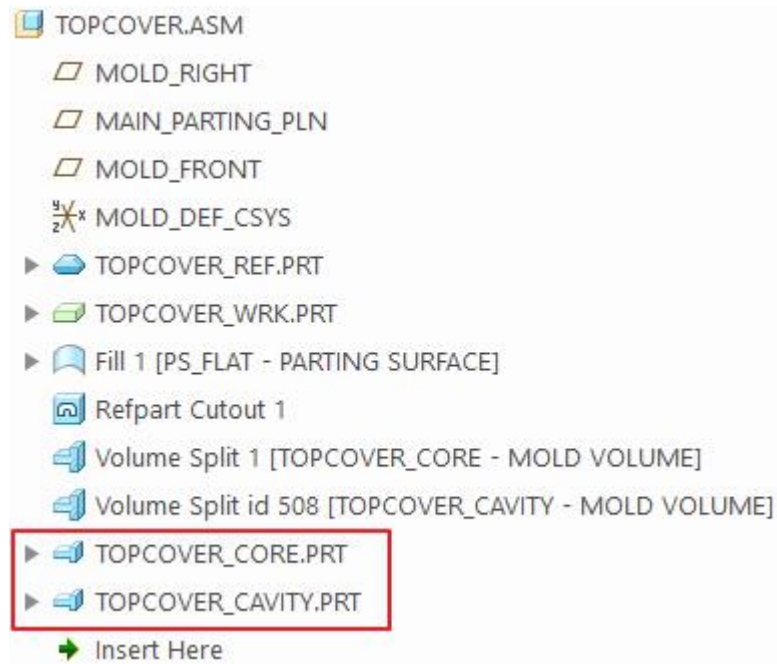 TOPCOVER.ASM
MOLD_RIGHT
MAIN_PARTING_PLN
MOLD_FRONT
MOLD_DEF_CSYS
TOPCOVER_REF.PRT
TOPCOVER_WRK.PRT
Fill 1 [PS_FLAT - PARTING SURFACE]
Refpart Cutout 1
Volume Split 1 [TOPCOVER_CORE - MOLD VOLUME]
Volume Split id 508 [TOPCOVER_CAVITY - MOLD VOLUME]
TOPCOVER_CORE.PRT
TOPCOVER_CAVITY.PRT
Insert Here